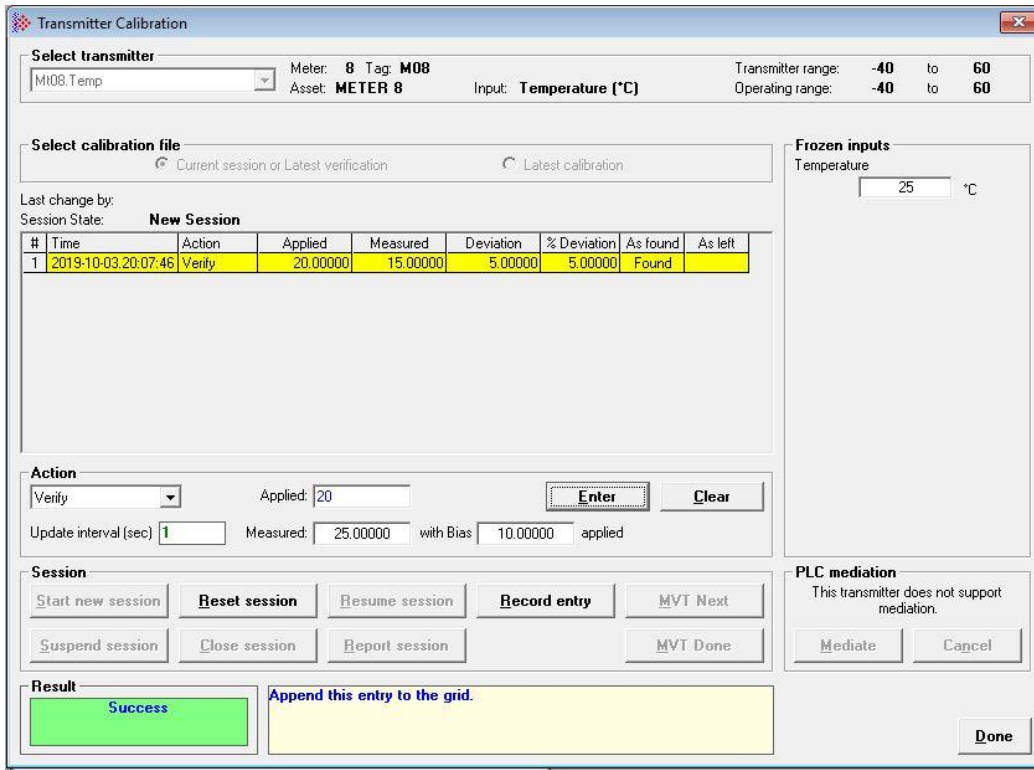 Transmitter Calibration
Select transmitter
Mt08.Temp
Meter: 8 Tag: M08
Asset: METER 8
Input: Temperature (°C)
Transmitter range: -40 to 60
Operating range: -40 to 60
Select calibration file
Current session or Latest verification
Latest calibration
Last change by:
Session State: New Session
# Time Action Applied Measured Deviation % Deviation As found As left
1 2019-10-03.20:07:46 Verify 20.00000 15.00000 5.00000 5.00000 Found
Frozen inputs
Temperature
25 °C
Action
Verify
Applied: 20
Enter
Clear
Update interval (sec) 1
Measured: 25.00000 with Bias 10.00000 applied
Session
Start new session
Reset session
Resume session
Record entry
MVT Next
Suspend session
Close session
Report session
MVT Done
PLC mediation
This transmitter does not support
mediation.
Mediate
Cancel
Result
Success
Append this entry to the grid.
Done